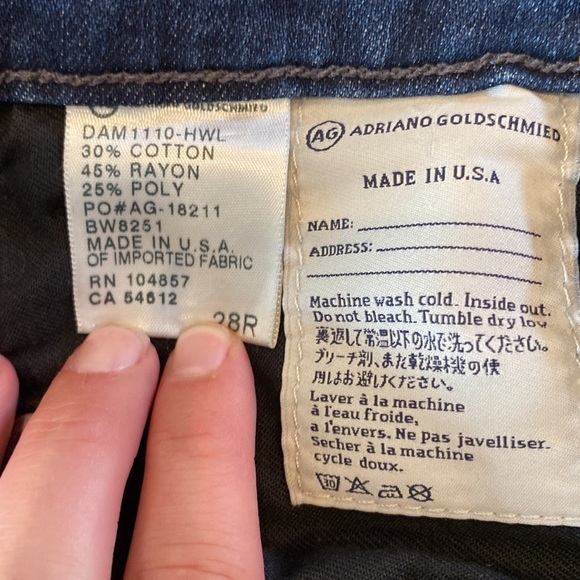 ADRIANO GOLDSCHMIED
DAM1110-HWL
30% COTTON
45% RAYON
25% POLY
PO#AG-18211
BW8251
MADE IN U.S.A.
OF IMPORTED FABRIC
RN 104857
CA 54612
28R
AG ADRIANO GOLDSCHMIED
MADE IN U.S.A
NAME:
ADDRESS:
Machine wash cold. Inside out.
Do not bleach. Tumble dry low
裏返して常温以下の水で洗ってください。
ブリーチ剤、また乾燥機の使
用はお避けください。
Laver à la machine
à l'eau froide,
a l'envers. Ne pas javelliser.
Secher à la machine
cycle doux.
30